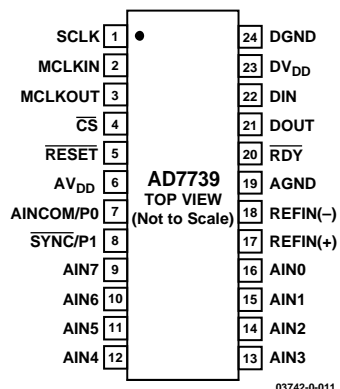 SCLK 1 24 DGND
MCLKIN 2 23 DVDD
MCLKOUT 3 22 DIN
CS 4 21 DOUT
RESET 5 20 RDY
AVDD 6 AD7739 19 AGND
TOP VIEW
AINCOM/P0 7 (Not to Scale) 18 REFIN(–)
SYNC/P1 8 17 REFIN(+)
AIN7 9 16 AIN0
AIN6 10 15 AIN1
AIN5 11 14 AIN2
AIN4 12 13 AIN3
03742-0-011